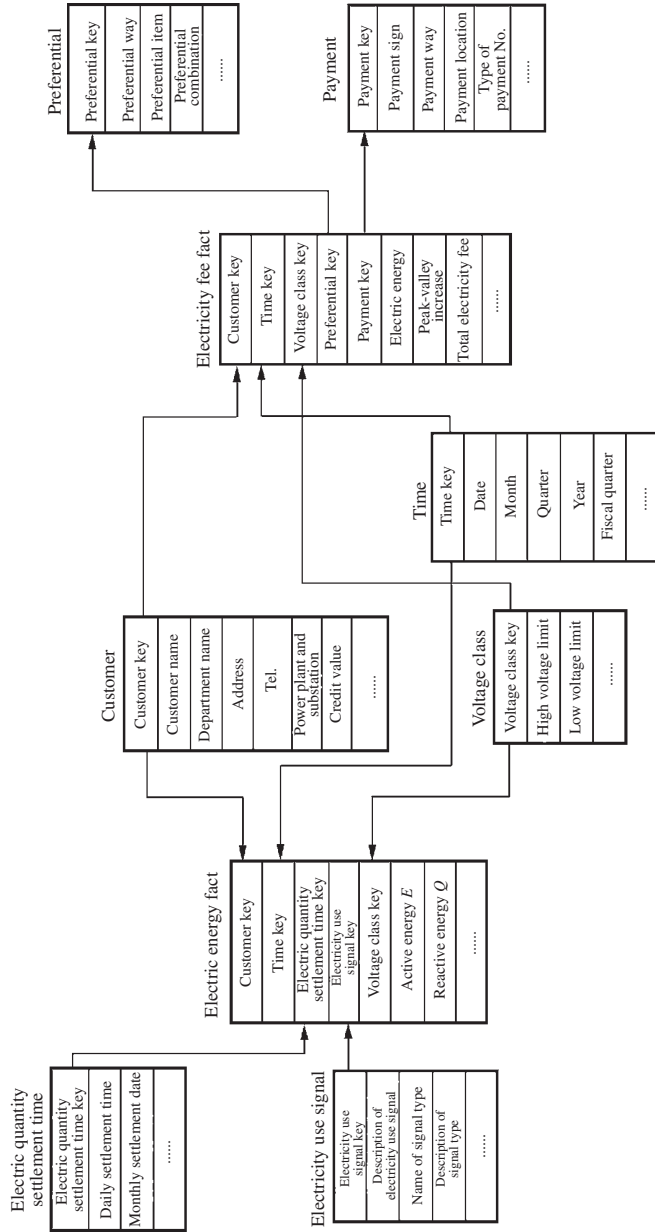 Electric quantity
settlement time
Electric quantity
settlement time key
Daily settlement time
Monthly settlement date
......
Electricity use signal
Electricity use
signal key
Description of
electricity use signal
Name of signal type
Description of
signal type
......
Electric energy fact
Customer key
Time key
Electric quantity
settlement time key
Electricity use
signal key
Voltage class key
Active energy E
Reactive energy Q
......
Customer
Customer key
Customer name
Department name
Address
Tel.
Power plant and
substation
Credit value
......
Voltage class
Voltage class key
High voltage limit
Low voltage limit
......
Time
Time key
Date
Month
Quarter
Year
Fiscal quarter
......
Electricity fee fact
Customer key
Time key
Voltage class key
Preferential key
Payment key
Electric energy
Peak-valley
increase
Total electricity fee
......
Preferential
Preferential key
Preferential way
Preferential item
Preferential
combination
......
Payment
Payment key
Payment sign
Payment way
Payment location
Type of
payment No.
......